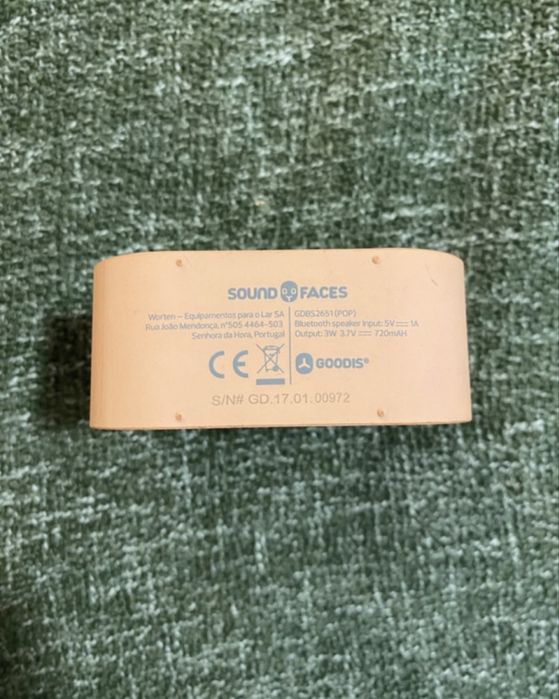 SOUND FACES
Worten – Equipamentos para o Lar SA
Rua João Mendonça, nº505 4464-503
Senhora da Hora, Portugal
GDBS2651 (POP)
Bluetooth speaker Input: 5V⎓1A
Output: 3W 3.7V⎓720mAH
CE
GOODIS®
S/N# GD.17.01.00972